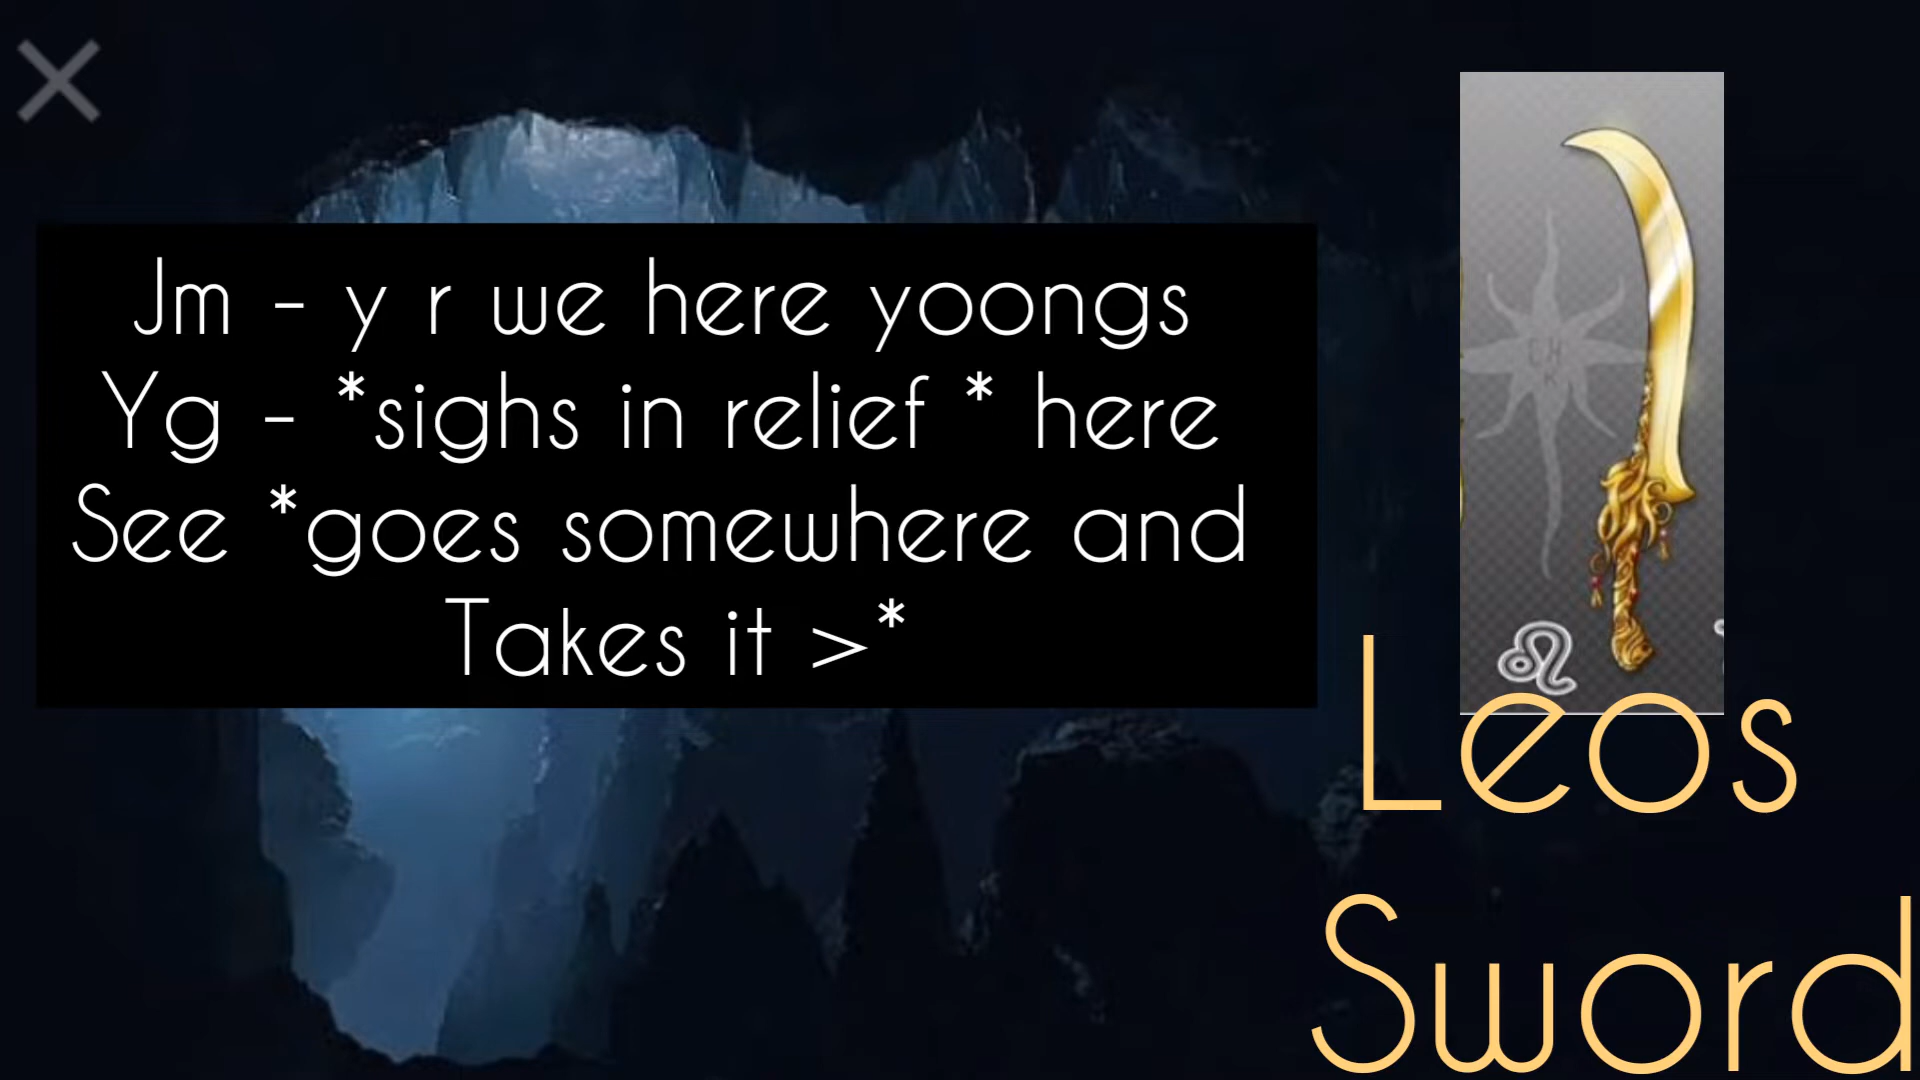 Jm - y r we here yoongs
Yg - *sighs in relief * here
See *goes somewhere and
Takes it >*
Leos
Sword